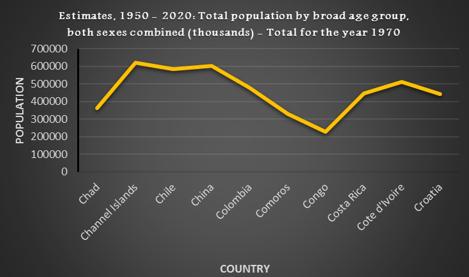 Estimates, 1950 – 2020: Total population by broad age group,
both sexes combined (thousands) – Total for the year 1970
POPULATION
700000
600000
500000
400000
300000
200000
100000
0
Chad
Channel Islands
Chile
China
Colombia
Comoros
Congo
Costa Rica
Cote d'Ivoire
Croatia
COUNTRY